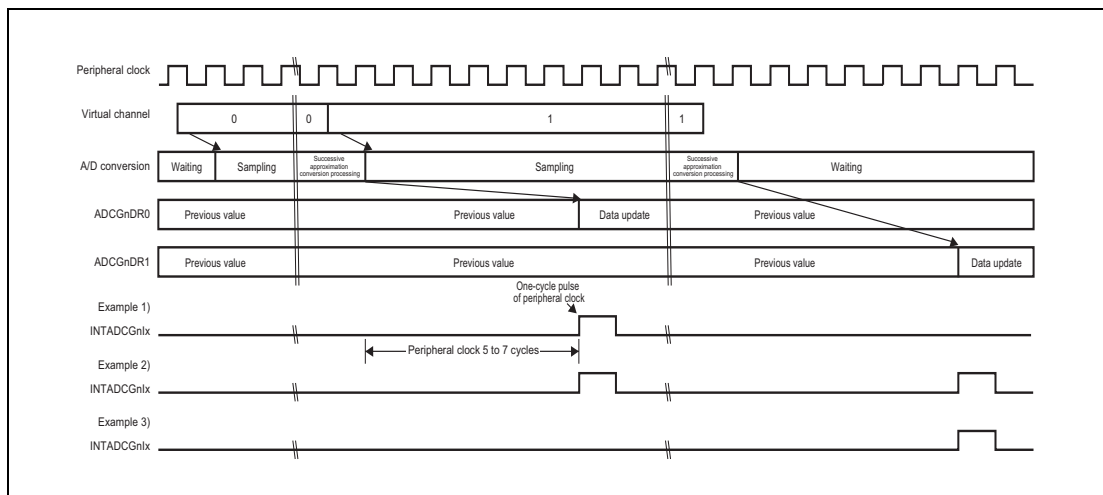 Peripheral clock
Virtual channel
0
0
1
1
A/D conversion
Waiting
Sampling
Successive
approximation
conversion processing
Sampling
Successive
approximation
conversion processing
Waiting
ADCGnDR0
Previous value
Previous value
Data update
Previous value
ADCGnDR1
Previous value
Previous value
Previous value
Data update
One-cycle pulse
of peripheral clock
Example 1)
INTADCGnIx
Peripheral clock 5 to 7 cycles
Example 2)
INTADCGnIx
Example 3)
INTADCGnIx